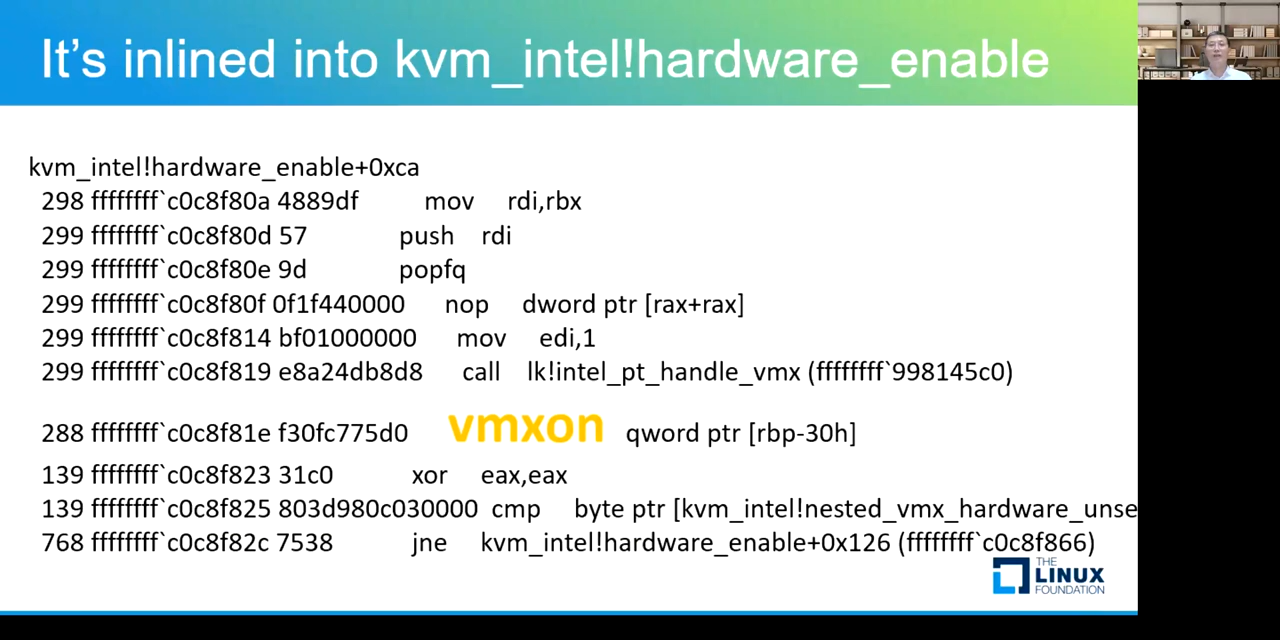 It's inlined into kvm_intel!hardware_enable
kvm_intel!hardware_enable+0xca
298 ffffffff`c0c8f80a 4889df mov rdi,rbx
299 ffffffff`c0c8f80d 57 push rdi
299 ffffffff`c0c8f80e 9d popfq
299 ffffffff`c0c8f80f 0f1f440000 nop dword ptr [rax+rax]
299 ffffffff`c0c8f814 bf01000000 mov edi,1
299 ffffffff`c0c8f819 e8a24db8d8 call lk!intel_pt_handle_vmx (ffffffff`998145c0)
288 ffffffff`c0c8f81e f30fc775d0 vmxon qword ptr [rbp-30h]
139 ffffffff`c0c8f823 31c0 xor eax,eax
139 ffffffff`c0c8f825 803d980c030000 cmp byte ptr [kvm_intel!nested_vmx_hardware_unse
768 ffffffff`c0c8f82c 7538 jne kvm_intel!hardware_enable+0x126 (ffffffff`c0c8f866)
THE
LINUX
FOUNDATION